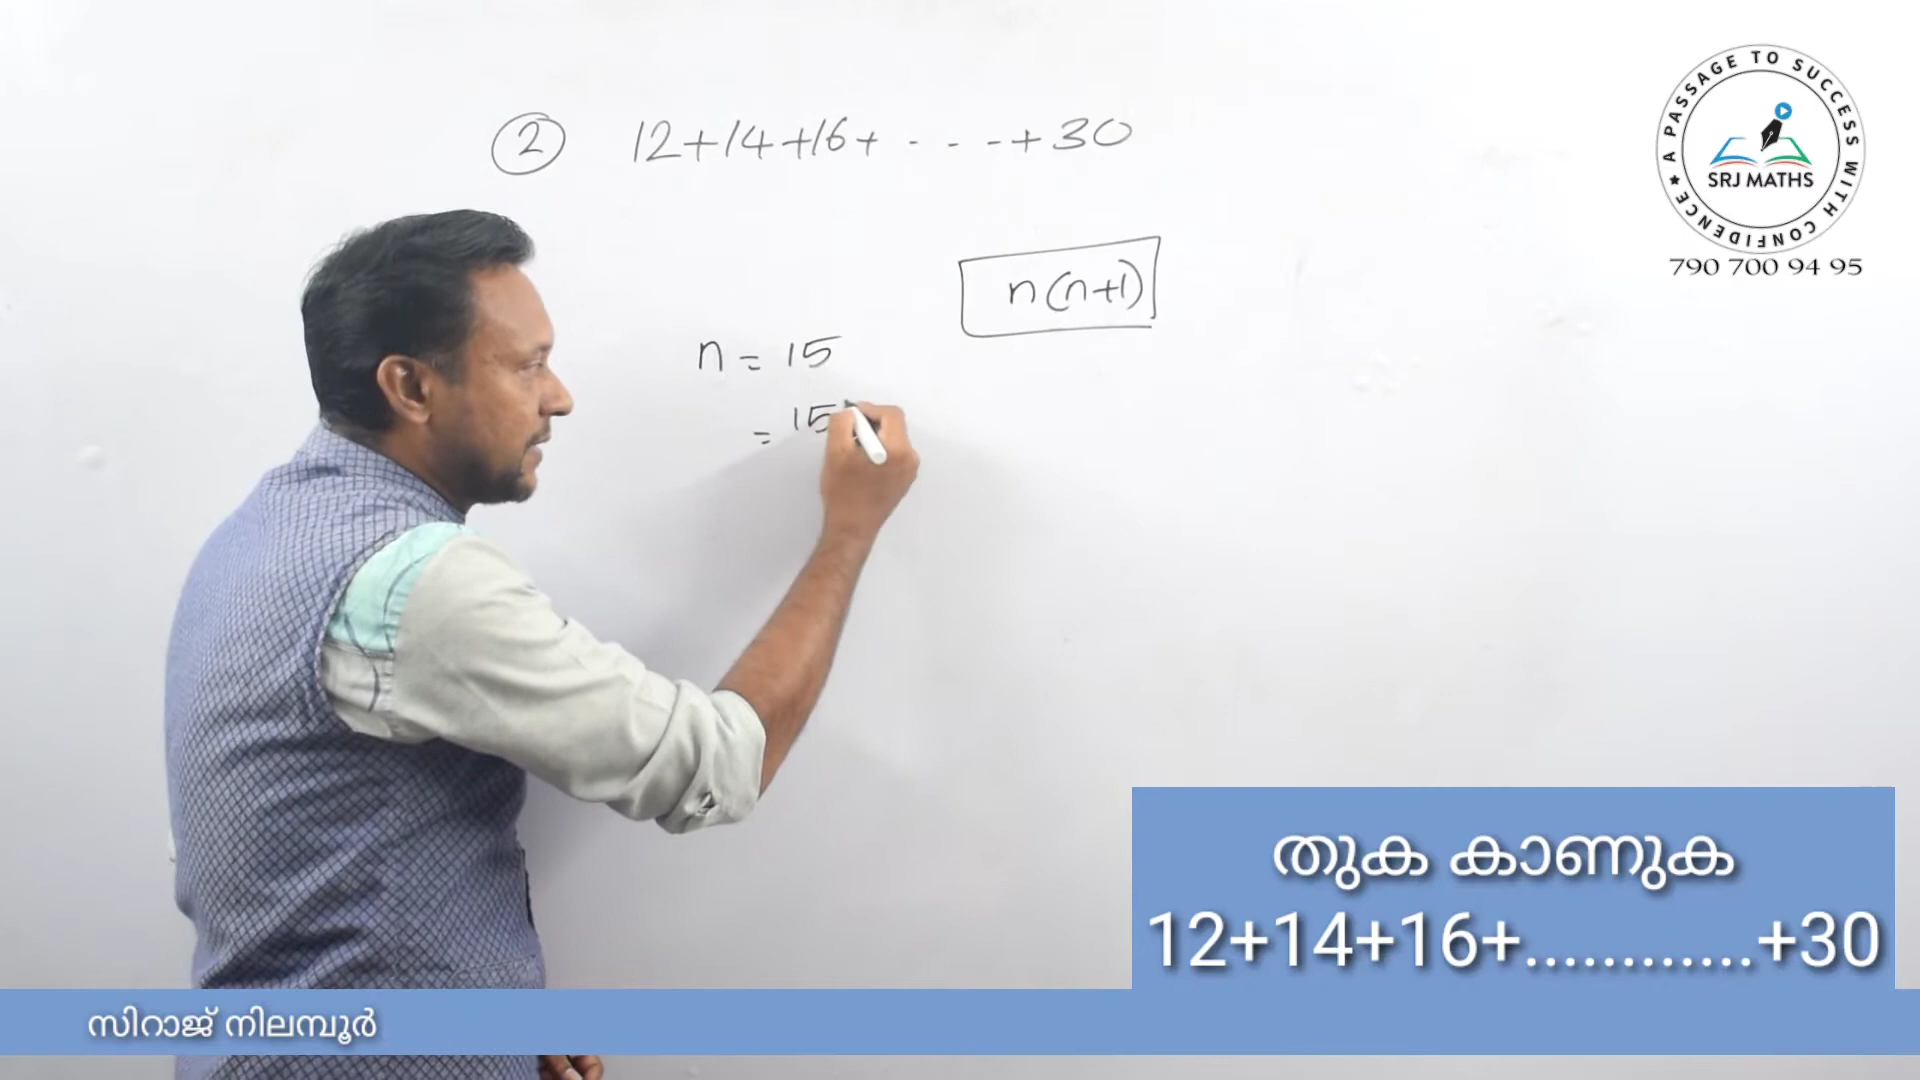 ② 12+14+16+ - - - + 30
n(n+1)
n = 15
= 15
A PASSAGE TO SUCCESS WITH CONFIDENCE ★
SRJ MATHS
790 700 94 95
തുക കാണുക
12+14+16+............+30
സിറാജ് നിലമ്പൂർ